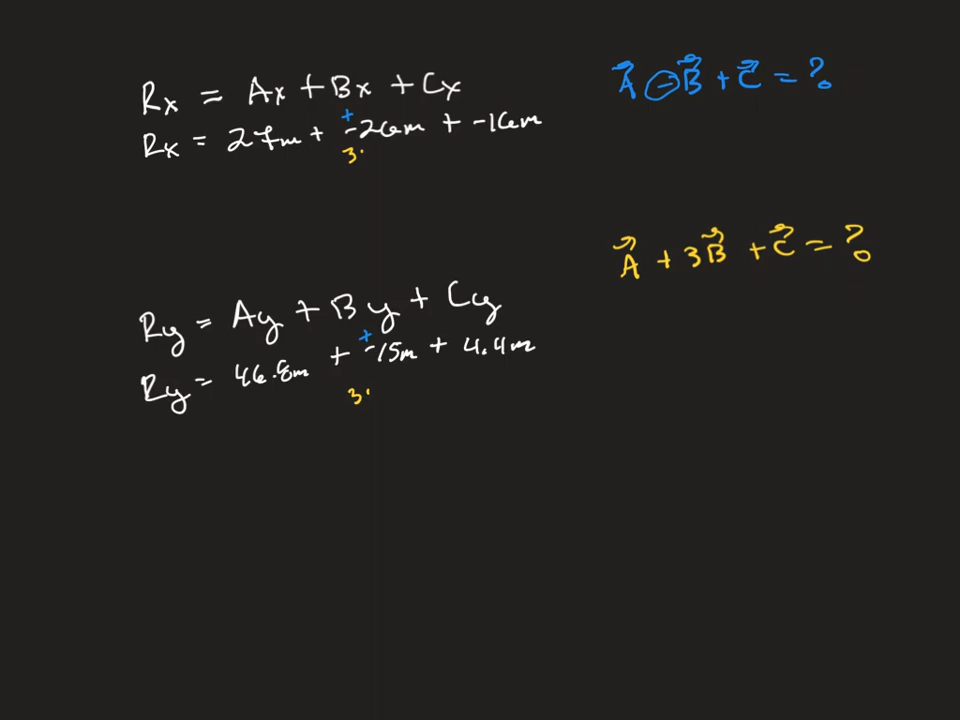 Rx = Ax + Bx + Cx
A⃗ - B⃗ + C⃗ = ?
+
Rx = 27m + -26m + -16m
3.
A⃗ + 3B⃗ + C⃗ = ?
Ry = Ay + By + Cy
+
Ry = 46.8m + -15m + 4.4m
3.